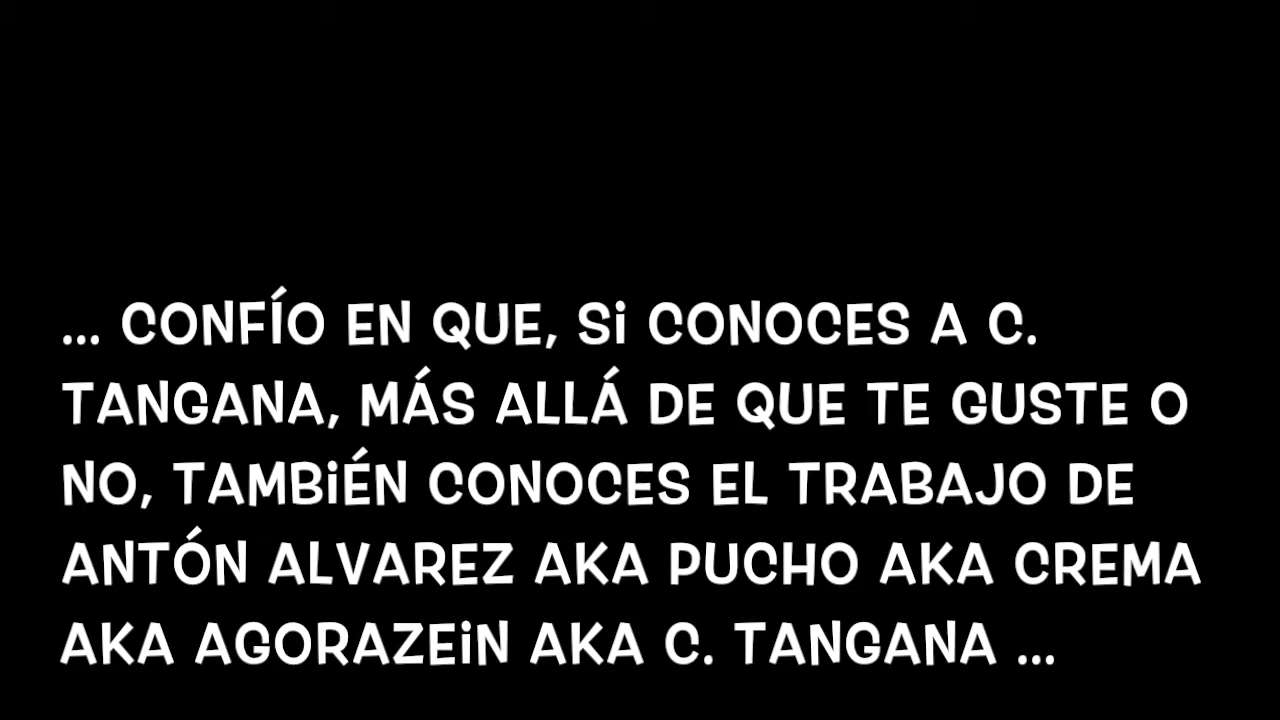 ... CONFÍO EN QUE, Si CONOCES A C.
TANGANA, MÁS ALLÁ DE QUE TE GUSTE O
NO, TAMBiÉN CONOCES EL TRABAJO DE
ANTÓN ALVAREZ AKA PUCHO AKA CREMA
AKA AGORAZEiN AKA C. TANGANA ...